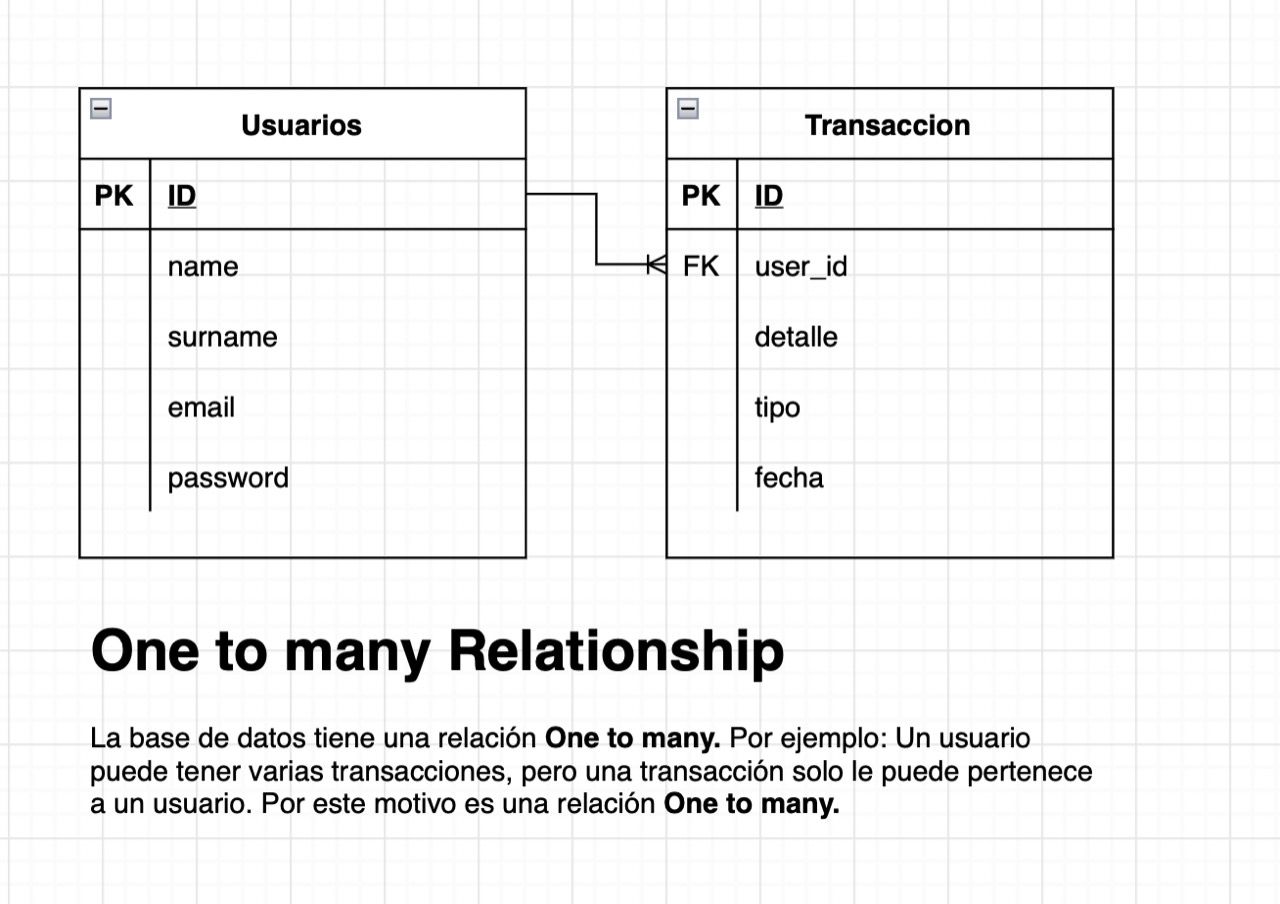 Usuarios
PK ID
name
surname
email
password
Transaccion
PK ID
FK user_id
detalle
tipo
fecha
One to many Relationship
La base de datos tiene una relación One to many. Por ejemplo: Un usuario
puede tener varias transacciones, pero una transacción solo le puede pertenece
a un usuario. Por este motivo es una relación One to many.